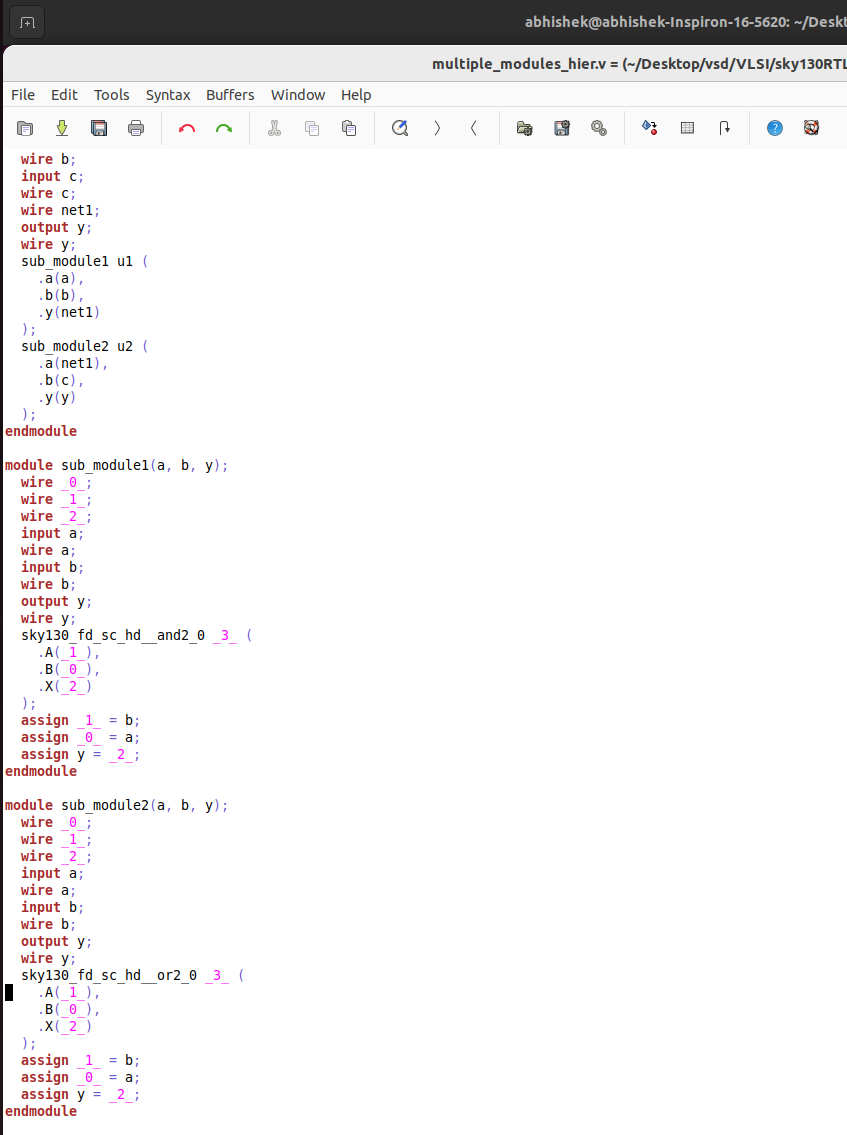 abhishek@abhishek-Inspiron-16-5620: ~/Deskt
multiple_modules_hier.v = (~/Desktop/vsd/VLSI/sky130RTL
File Edit Tools Syntax Buffers Window Help
  wire b;
  input c;
  wire c;
  wire net1;
  output y;
  wire y;
  sub_module1 u1 (
    .a(a),
    .b(b),
    .y(net1)
  );
  sub_module2 u2 (
    .a(net1),
    .b(c),
    .y(y)
  );
endmodule

module sub_module1(a, b, y);
  wire _0_;
  wire _1_;
  wire _2_;
  input a;
  wire a;
  input b;
  wire b;
  output y;
  wire y;
  sky130_fd_sc_hd__and2_0 _3_ (
    .A(_1_),
    .B(_0_),
    .X(_2_)
  );
  assign _1_ = b;
  assign _0_ = a;
  assign y = _2_;
endmodule

module sub_module2(a, b, y);
  wire _0_;
  wire _1_;
  wire _2_;
  input a;
  wire a;
  input b;
  wire b;
  output y;
  wire y;
  sky130_fd_sc_hd__or2_0 _3_ (
    .A(_1_),
    .B(_0_),
    .X(_2_)
  );
  assign _1_ = b;
  assign _0_ = a;
  assign y = _2_;
endmodule